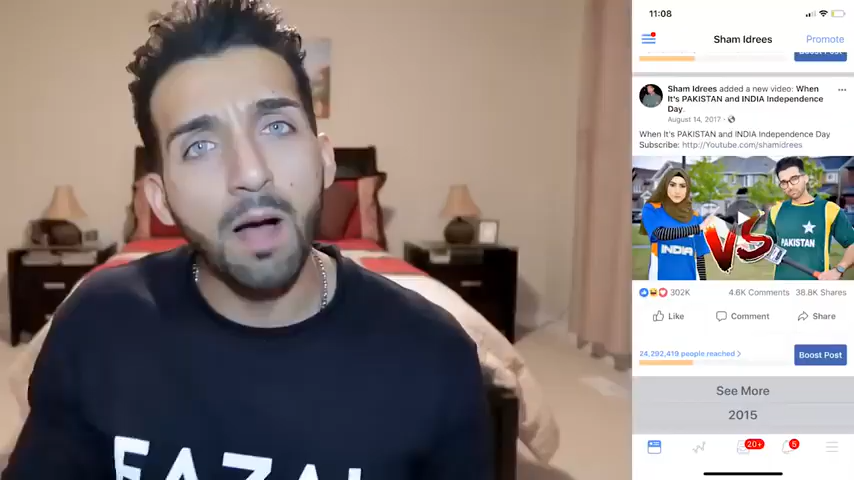 11:08
Sham Idrees
Promote
Boost Post
Sham Idrees added a new video: When
It's PAKISTAN and INDIA Independence
Day.
August 14, 2017
When It's PAKISTAN and INDIA Independence Day
Subscribe: http://Youtube.com/shamidrees
INDIA
VS
PAKISTAN
302K
4.6K Comments 38.8K Shares
Like
Comment
Share
24,292,419 people reached
Boost Post
See More
2015
20+
5